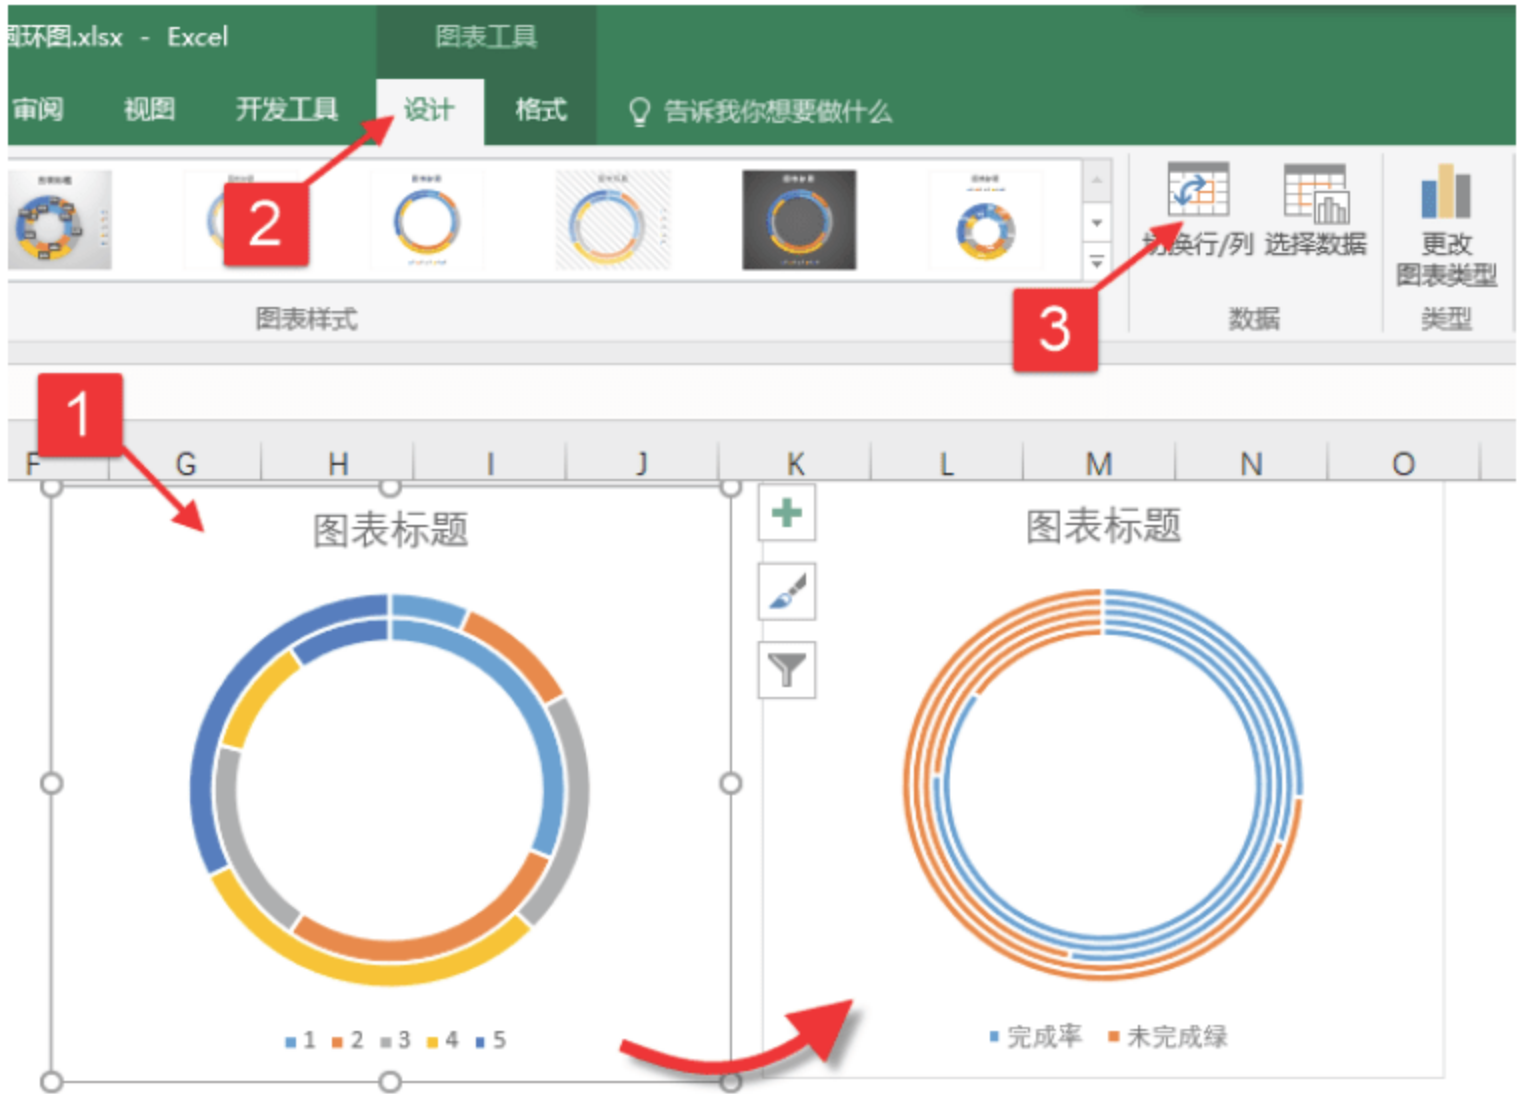 圆环图.xlsx - Excel
图表工具
审阅 视图 开发工具 设计 格式 告诉我你想要做什么
2
切换行/列 选择数据 更改
图表类型
3
图表样式 数据 类型
1
F G H I J K L M N O
图表标题 图表标题
1 2 3 4 5
完成率 未完成绿